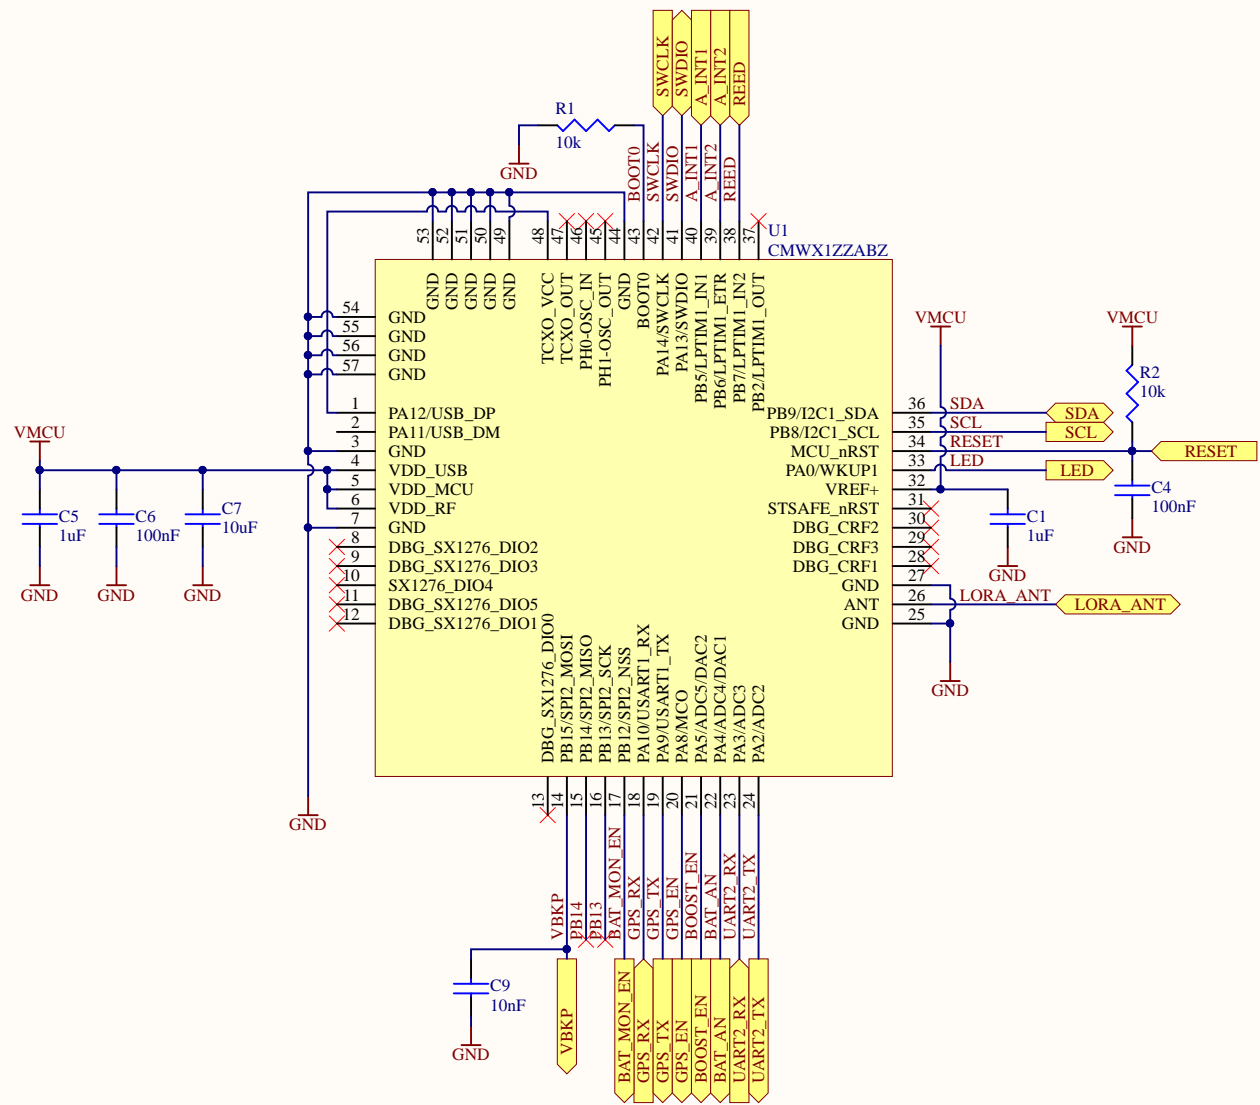 SWCLK
SWDIO
A_INT1
A_INT2
REED
R1
10k
GND
BOOT0
SWCLK
SWDIO
A_INT1
A_INT2
REED
53
52
51
50
49
48
47
46
45
44
43
42
41
40
39
38
37
U1
CMWX1ZZABZ
GND
GND
GND
GND
GND
TCXO_VCC
TCXO_OUT
PH0-OSC_IN
PH1-OSC_OUT
GND
BOOT0
PA14/SWCLK
PA13/SWDIO
PB5/LPTIM1_IN1
PB6/LPTIM1_ETR
PB7/LPTIM1_IN2
PB2/LPTIM1_OUT
54 GND
55 GND
56 GND
57 GND
1 PA12/USB_DP
2 PA11/USB_DM
3 GND
4 VDD_USB
5 VDD_MCU
6 VDD_RF
7 GND
8 DBG_SX1276_DIO2
9 DBG_SX1276_DIO3
10 SX1276_DIO4
11 DBG_SX1276_DIO5
12 DBG_SX1276_DIO1
VMCU
C5
1uF
GND
C6
100nF
GND
C7
10uF
GND
GND
VMCU
VMCU
R2
10k
PB9/I2C1_SDA 36 SDA SDA
PB8/I2C1_SCL 35 SCL SCL
MCU_nRST 34 RESET RESET
PA0/WKUP1 33 LED LED
VREF+ 32
STSAFE_nRST 31
DBG_CRF2 30
DBG_CRF3 29
DBG_CRF1 28
GND 27
ANT 26 LORA_ANT LORA_ANT
GND 25
C1
1uF
GND
C4
100nF
GND
GND
DBG_SX1276_DIO0
PB15/SPI2_MOSI
PB14/SPI2_MISO
PB13/SPI2_SCK
PB12/SPI2_NSS
PA10/USART1_RX
PA9/USART1_TX
PA8/MCO
PA5/ADC5/DAC2
PA4/ADC4/DAC1
PA3/ADC3
PA2/ADC2
13
14
15
16
17
18
19
20
21
22
23
24
VBKP
PB14
PB13
BAT_MON_EN
GPS_RX
GPS_TX
GPS_EN
BOOST_EN
BAT_AN
UART2_RX
UART2_TX
C9
10nF
GND
VBKP
BAT_MON_EN
GPS_RX
GPS_TX
GPS_EN
BOOST_EN
BAT_AN
UART2_RX
UART2_TX